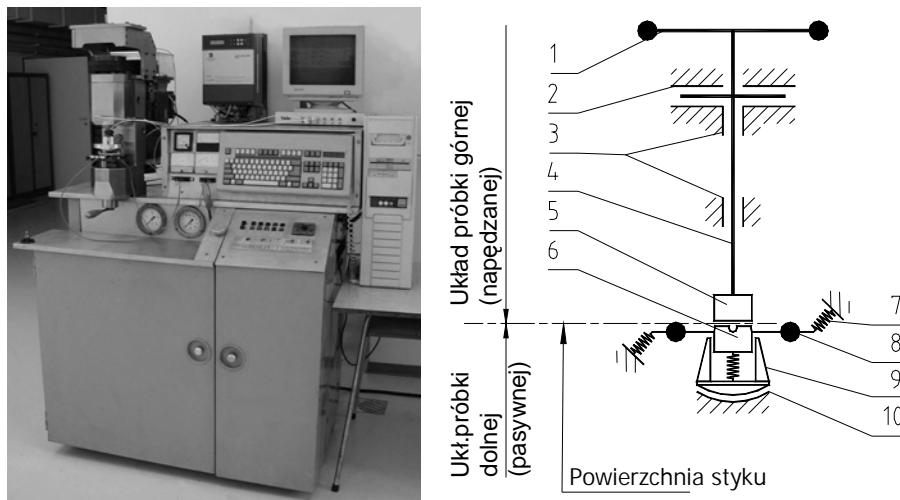 1
2
3
4
5
6
Układ próbki górnej
(napędzanej)
Ukł.próbki
dolnej
(pasywnej)
7
8
9
10
Powierzchnia styku